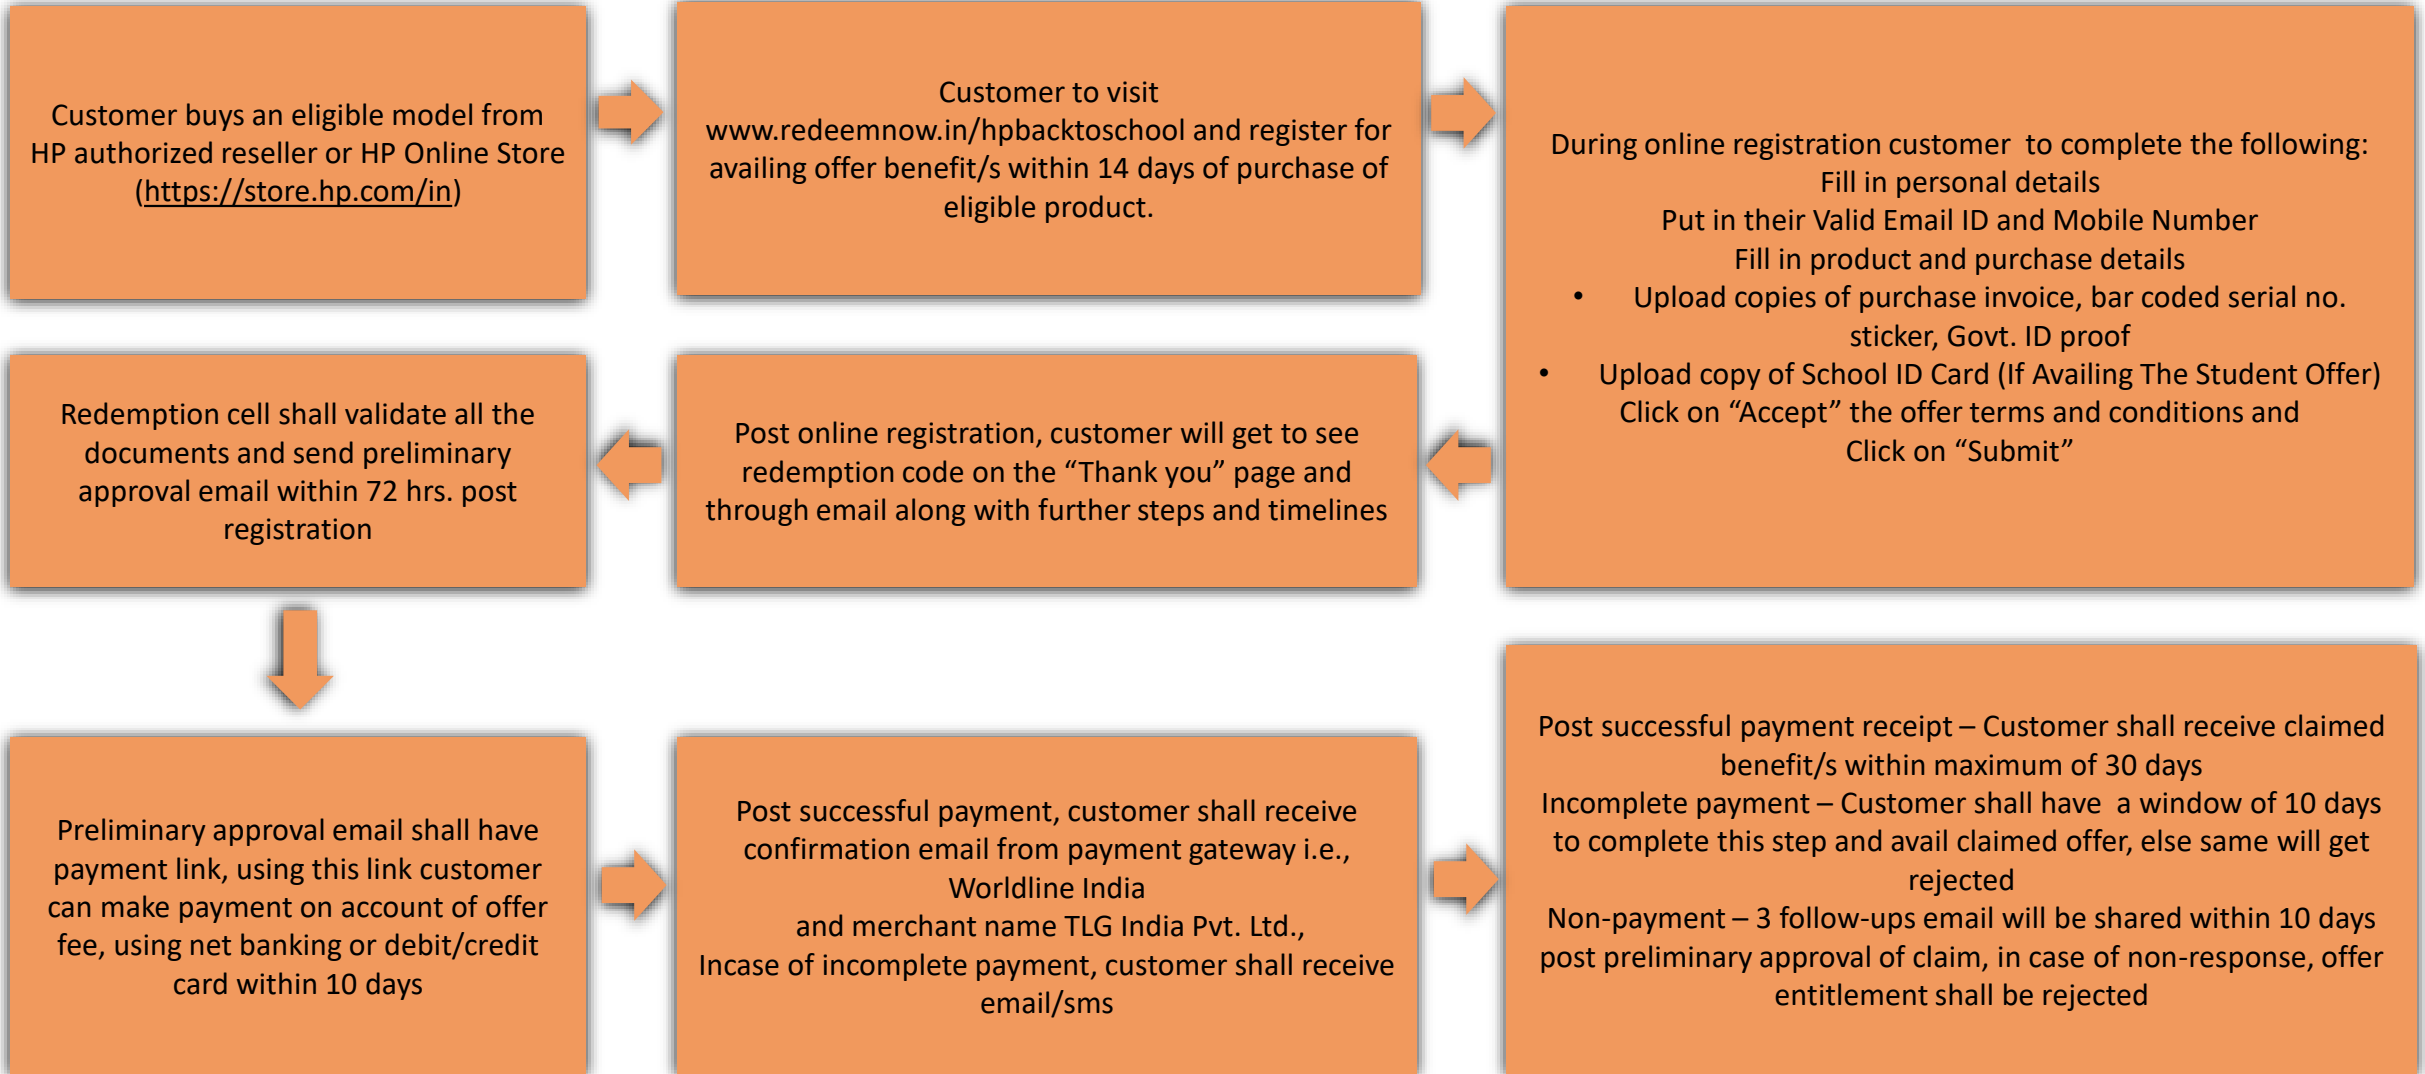 Customer buys an eligible model from
HP authorized reseller or HP Online Store
(https://store.hp.com/in)
Customer to visit
www.redeemnow.in/hpbacktoschool and register for
availing offer benefit/s within 14 days of purchase of
eligible product.
During online registration customer to complete the following:
Fill in personal details
Put in their Valid Email ID and Mobile Number
Fill in product and purchase details
• Upload copies of purchase invoice, bar coded serial no.
sticker, Govt. ID proof
• Upload copy of School ID Card (If Availing The Student Offer)
Click on “Accept” the offer terms and conditions and
Click on “Submit”
Post online registration, customer will get to see
redemption code on the “Thank you” page and
through email along with further steps and timelines
Redemption cell shall validate all the
documents and send preliminary
approval email within 72 hrs. post
registration
Preliminary approval email shall have
payment link, using this link customer
can make payment on account of offer
fee, using net banking or debit/credit
card within 10 days
Post successful payment, customer shall receive
confirmation email from payment gateway i.e.,
Worldline India
and merchant name TLG India Pvt. Ltd.,
Incase of incomplete payment, customer shall receive
email/sms
Post successful payment receipt – Customer shall receive claimed
benefit/s within maximum of 30 days
Incomplete payment – Customer shall have a window of 10 days
to complete this step and avail claimed offer, else same will get
rejected
Non-payment – 3 follow-ups email will be shared within 10 days
post preliminary approval of claim, in case of non-response, offer
entitlement shall be rejected